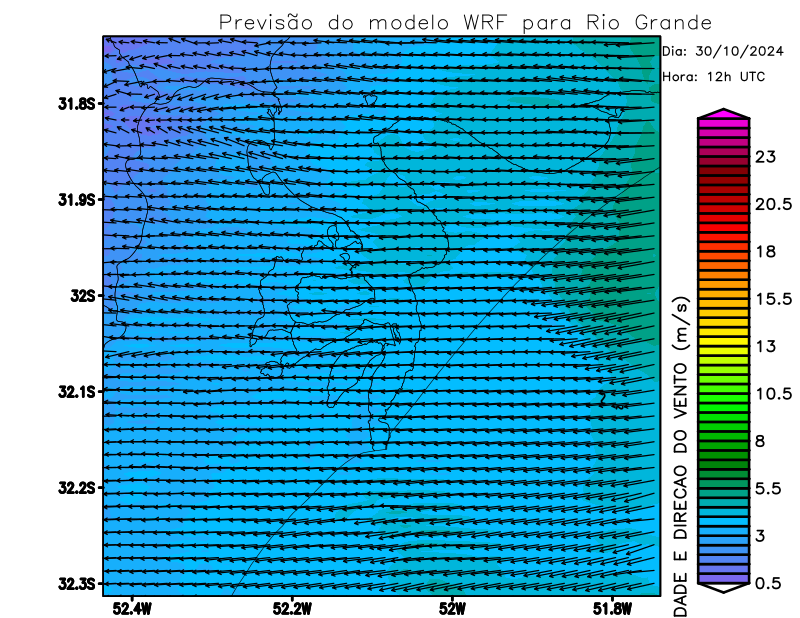 Previsão do modelo WRF para Rio Grande
Dia: 30/10/2024
Hora: 12h UTC
31.8S
31.9S
32S
32.1S
32.2S
32.3S
52.4W
52.2W
52W
51.8W
23
20.5
18
15.5
13
10.5
8
5.5
3
0.5
DADE E DIRECAO DO VENTO (m/s)